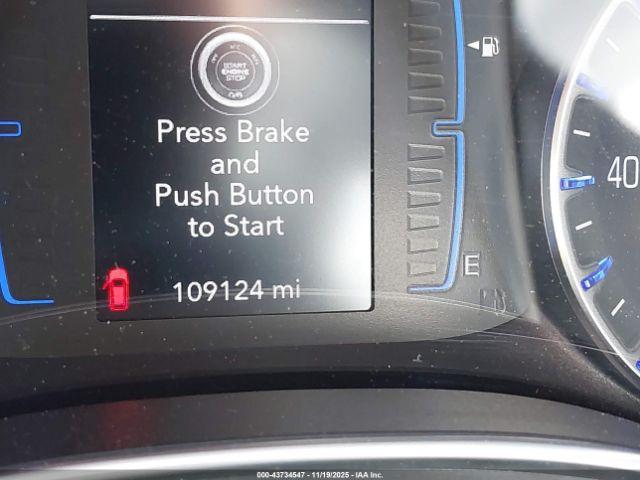 START
ENGINE
STOP
Press Brake
and
Push Button
to Start
109124 mi
E
40
000-43734547 — 11/19/2025 — IAA Inc.